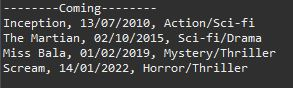 --------Coming--------
Inception, 13/07/2010, Action/Sci-fi
The Martian, 02/10/2015, Sci-fi/Drama
Miss Bala, 01/02/2019, Mystery/Thriller
Scream, 14/01/2022, Horror/Thriller